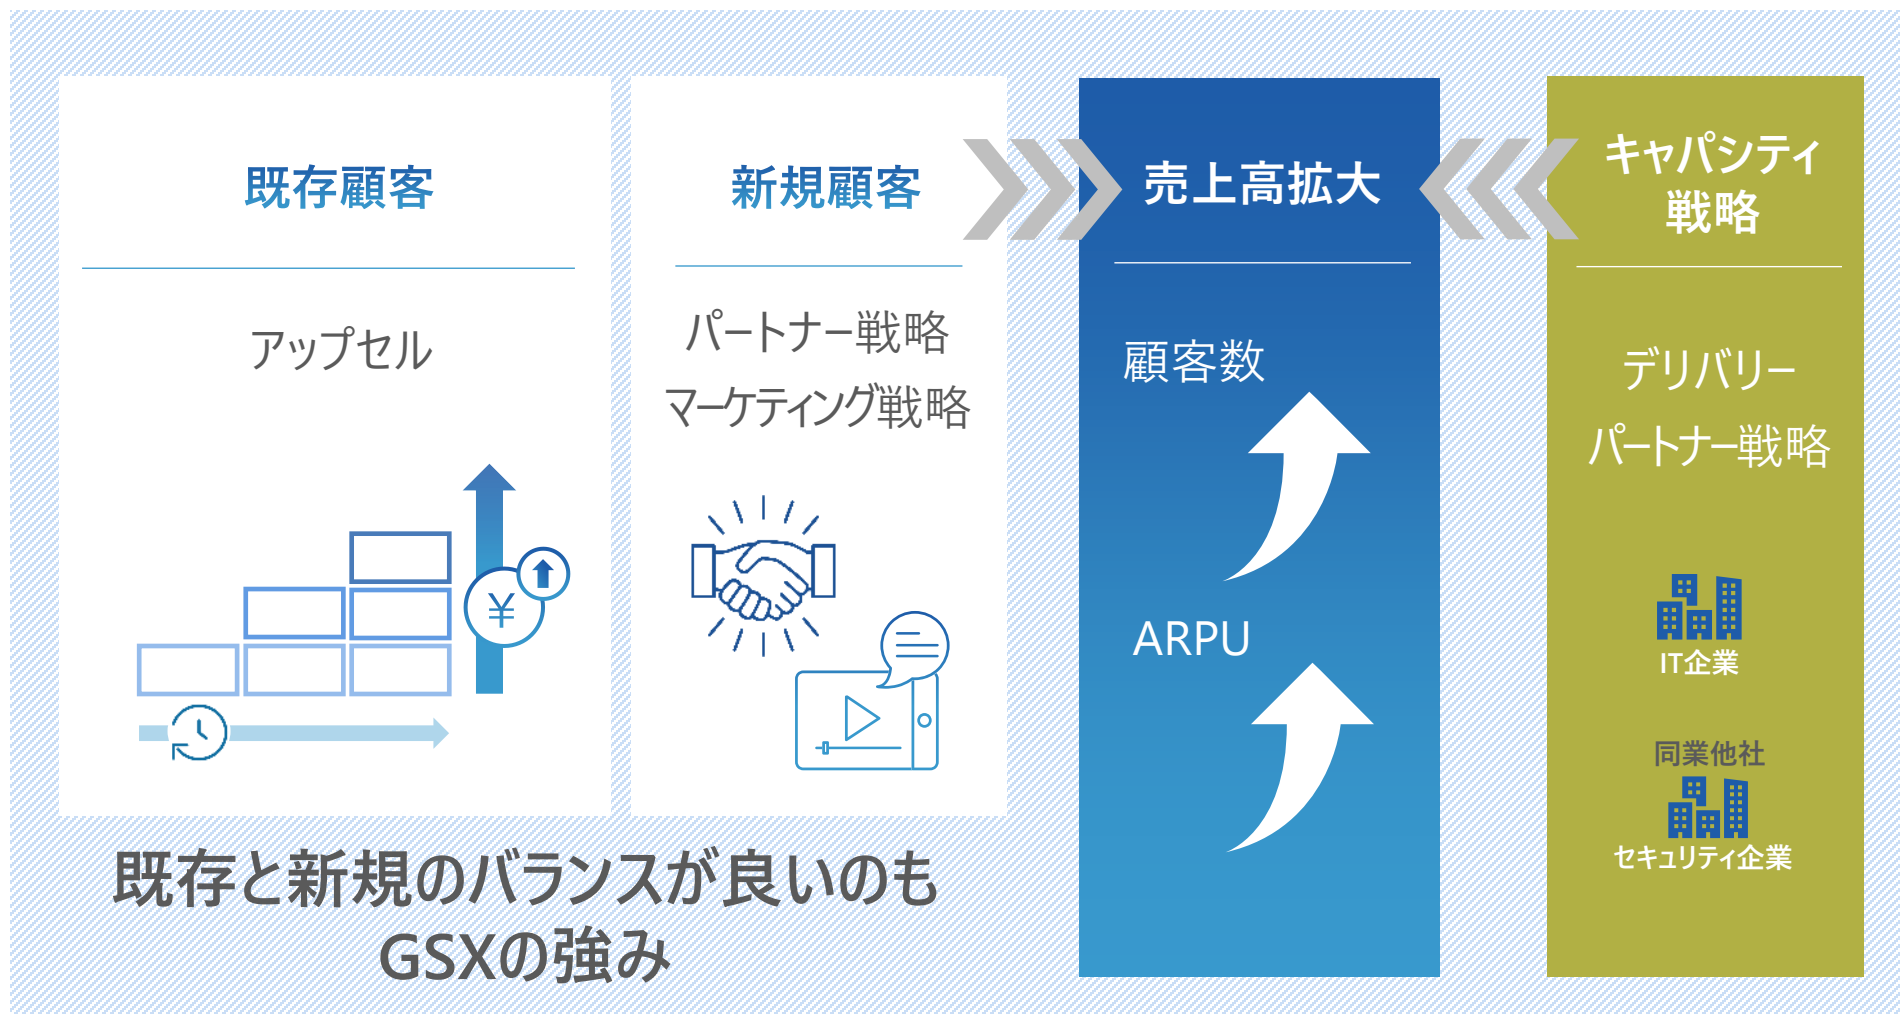 既存顧客
アップセル
¥
新規顧客
パートナー戦略
マーケティング戦略
既存と新規のバランスが良いのも
GSXの強み
売上高拡大
顧客数
ARPU
キャパシティ
戦略
デリバリー
パートナー戦略
IT企業
同業他社
セキュリティ企業